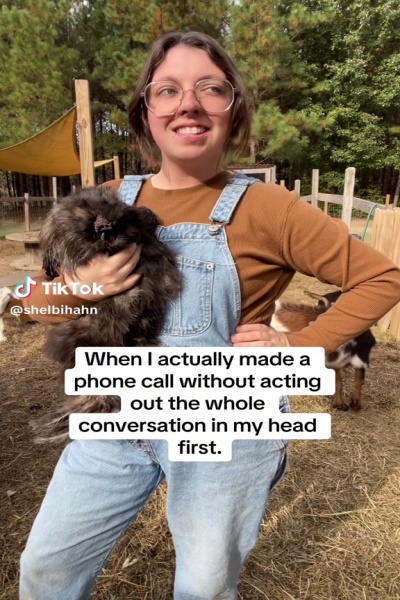 TikTok
@shelbihahn
When I actually made a
phone call without acting
out the whole
conversation in my head
first.